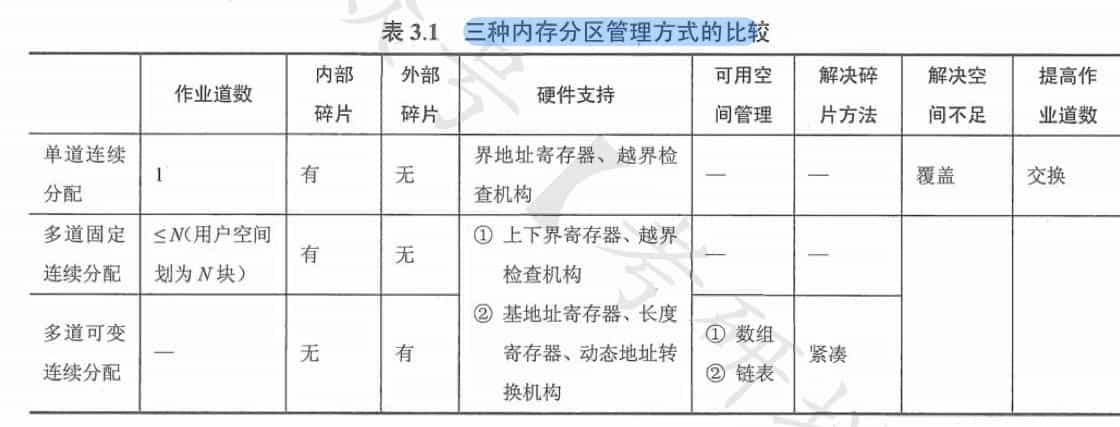 表 3.1 三种内存分区管理方式的比较
作业道数 内部碎片 外部碎片 硬件支持 可用空间管理 解决碎片方法 解决空间不足 提高作业道数
单道连续分配 1 有 无 界地址寄存器、越界检查机构 — — 覆盖 交换
多道固定连续分配 ≤N(用户空间划为 N 块） 有 无 ① 上下界寄存器、越界检查机构 — —
② 基地址寄存器、长度寄存器、动态地址转换机构
多道可变连续分配 — 无 有 ① 数组 ② 链表 紧凑